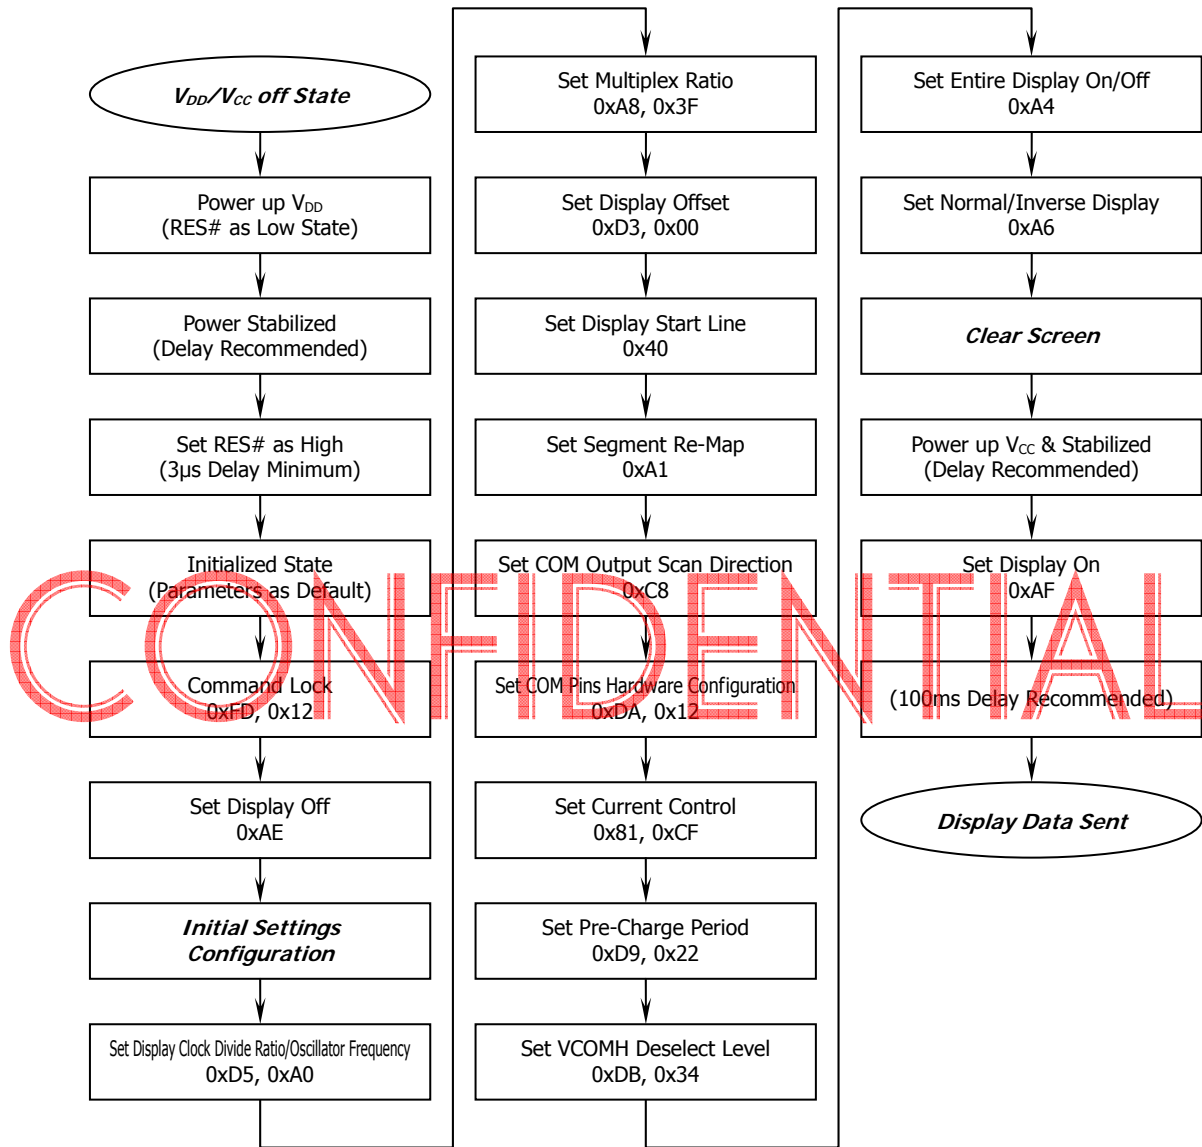 V_DD/V_CC off State
Power up V_DD
(RES# as Low State)
Power Stabilized
(Delay Recommended)
Set RES# as High
(3µs Delay Minimum)
Initialized State
(Parameters as Default)
Command Lock
0xFD, 0x12
Set Display Off
0xAE
Initial Settings
Configuration
Set Display Clock Divide Ratio/Oscillator Frequency
0xD5, 0xA0
Set Multiplex Ratio
0xA8, 0x3F
Set Display Offset
0xD3, 0x00
Set Display Start Line
0x40
Set Segment Re-Map
0xA1
Set COM Output Scan Direction
0xC8
Set COM Pins Hardware Configuration
0xDA, 0x12
Set Current Control
0x81, 0xCF
Set Pre-Charge Period
0xD9, 0x22
Set VCOMH Deselect Level
0xDB, 0x34
Set Entire Display On/Off
0xA4
Set Normal/Inverse Display
0xA6
Clear Screen
Power up V_CC & Stabilized
(Delay Recommended)
Set Display On
0xAF
(100ms Delay Recommended)
Display Data Sent
CONFIDENTIAL